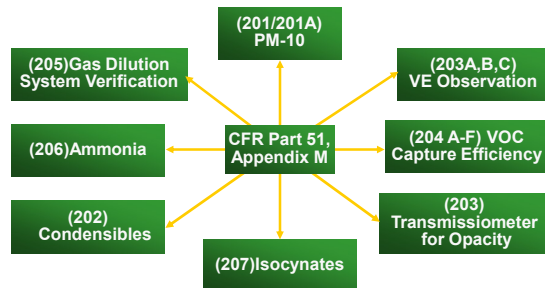 (201/201A)
PM-10
(205)Gas Dilution
System Verification
(203A,B,C)
VE Observation
CFR Part 51,
Appendix M
(206)Ammonia
(204 A-F) VOC
Capture Efficiency
(202)
Condensibles
(203)
Transmissiometer
for Opacity
(207)Isocynates